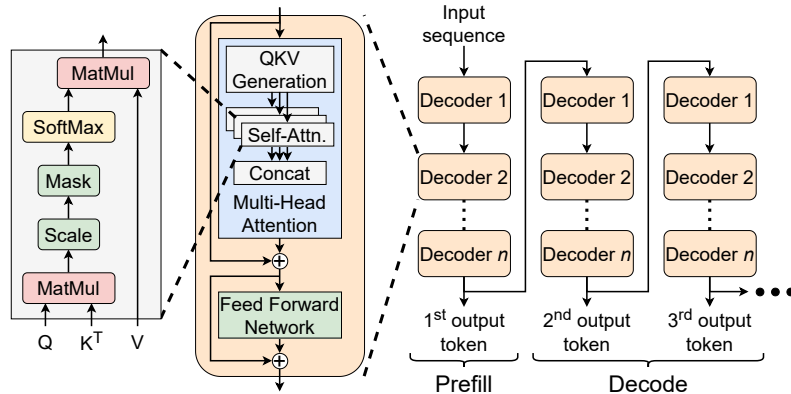 MatMul
SoftMax
Mask
Scale
MatMul
Q
K^T
V
QKV
Generation
Self-Attn.
Concat
Multi-Head
Attention
Feed Forward
Network
Input
sequence
Decoder 1
Decoder 2
Decoder n
1st output
token
Prefill
Decoder 1
Decoder 2
Decoder n
2nd output
token
Decoder 1
Decoder 2
Decoder n
3rd output
token
Decode